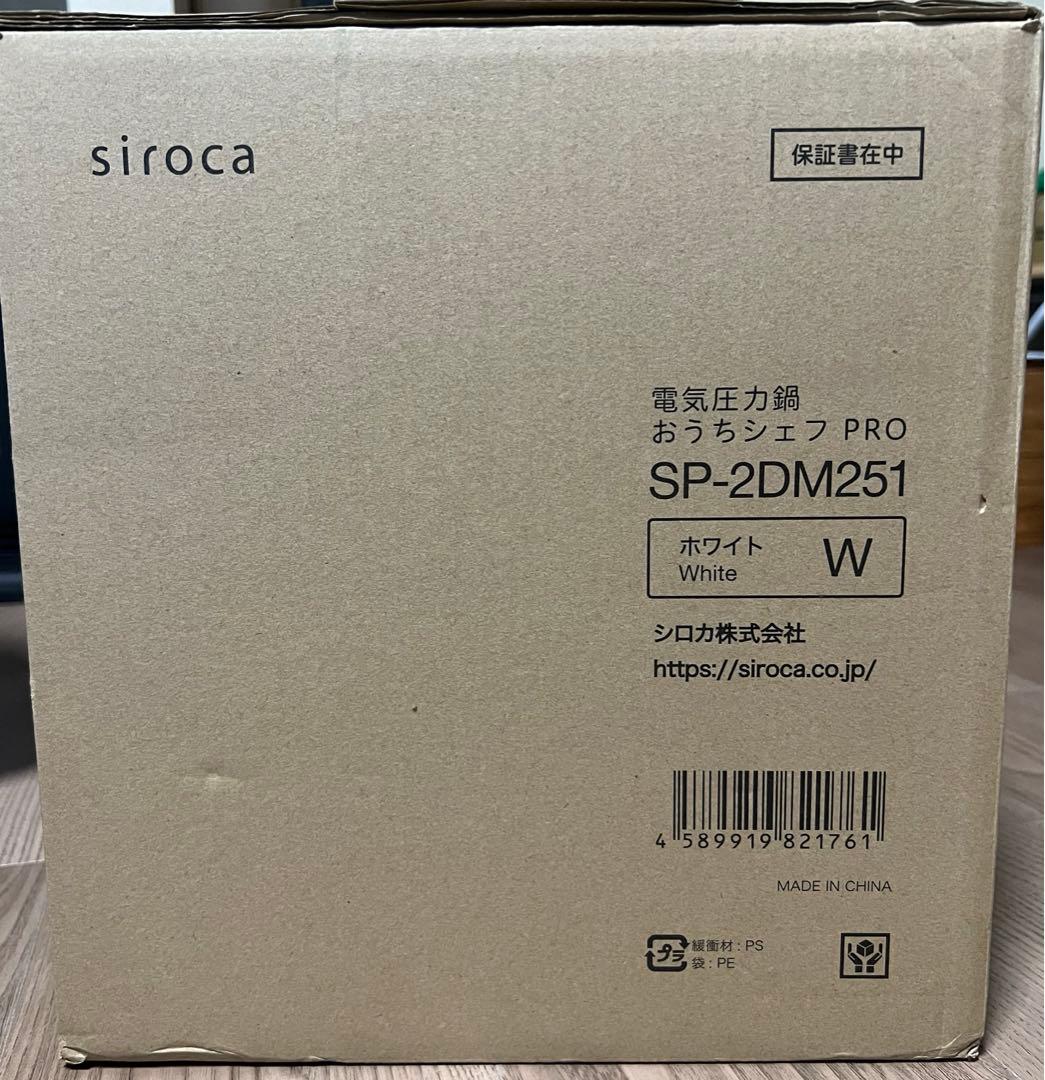 siroca
保証書在中
電気圧力鍋
おうちシェフ PRO
SP-2DM251
ホワイト
White
W
シロカ株式会社
https://siroca.co.jp/
4 589919 821761
MADE IN CHINA
プラ
緩衝材 : PS
袋 : PE